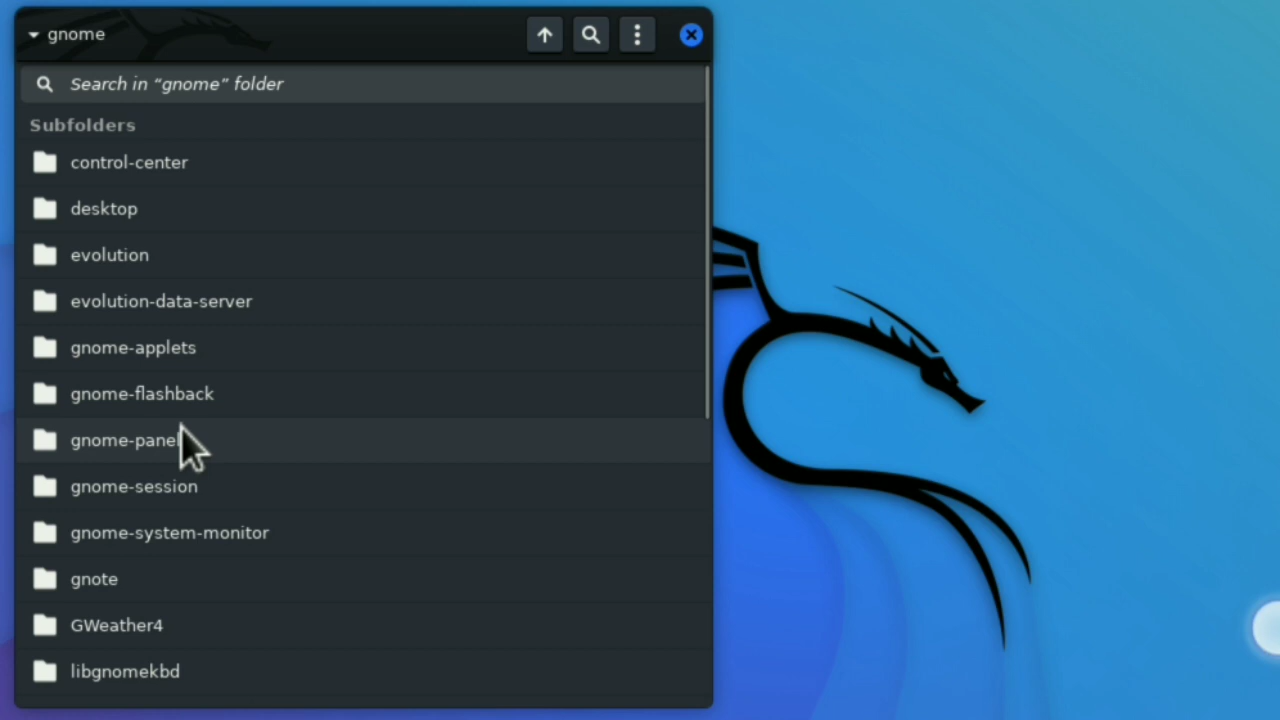 gnome
Search in “gnome” folder
Subfolders
control-center
desktop
evolution
evolution-data-server
gnome-applets
gnome-flashback
gnome-panel
gnome-session
gnome-system-monitor
gnote
GWeather4
libgnomekbd